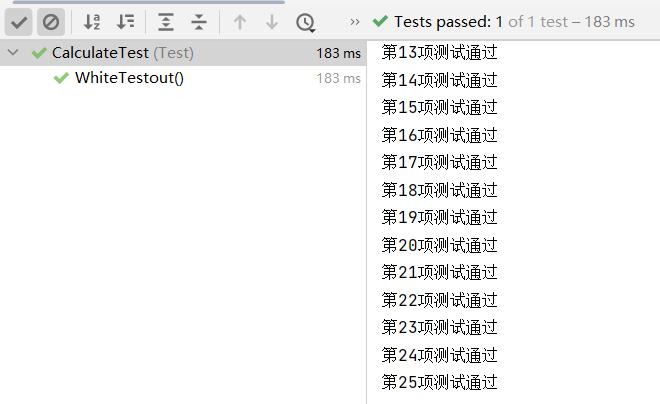 Tests passed: 1 of 1 test – 183 ms
CalculateTest (Test) 183 ms
WhiteTestout() 183 ms
第13项测试通过
第14项测试通过
第15项测试通过
第16项测试通过
第17项测试通过
第18项测试通过
第19项测试通过
第20项测试通过
第21项测试通过
第22项测试通过
第23项测试通过
第24项测试通过
第25项测试通过